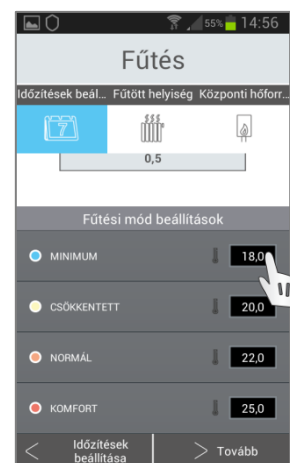 55% 14:56
Fűtés
Időzítések beál... Fűtött helyiség Központi hőforr...
7
0,5
Fűtési mód beállítások
MINIMUM 18,0
CSÖKKENTETT 20,0
NORMÁL 22,0
KOMFORT 25,0
< Időzítések
beállítása
> Tovább